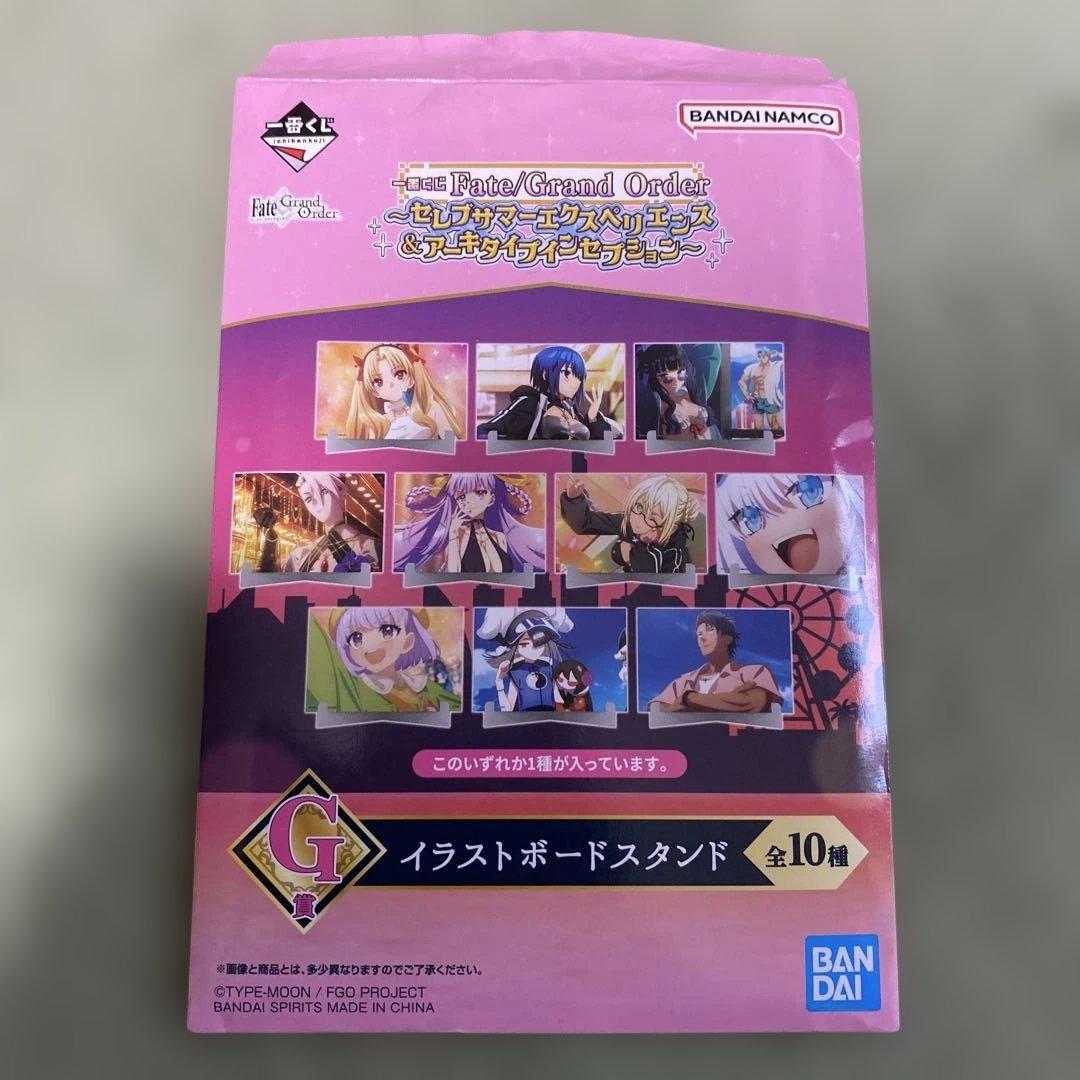 一番くじ
ichibankuji
BANDAI NAMCO
Fate/Grand Order
一番くじ Fate/Grand Order
~セレブサマーエクスペリエンス
&アーキタイプインセプション~
このいずれか1種が入っています。
G賞
イラストボードスタンド
全10種
※画像と商品とは、多少異なりますのでご了承ください。
©TYPE-MOON / FGO PROJECT
BANDAI SPIRITS MADE IN CHINA
BAN
DAI